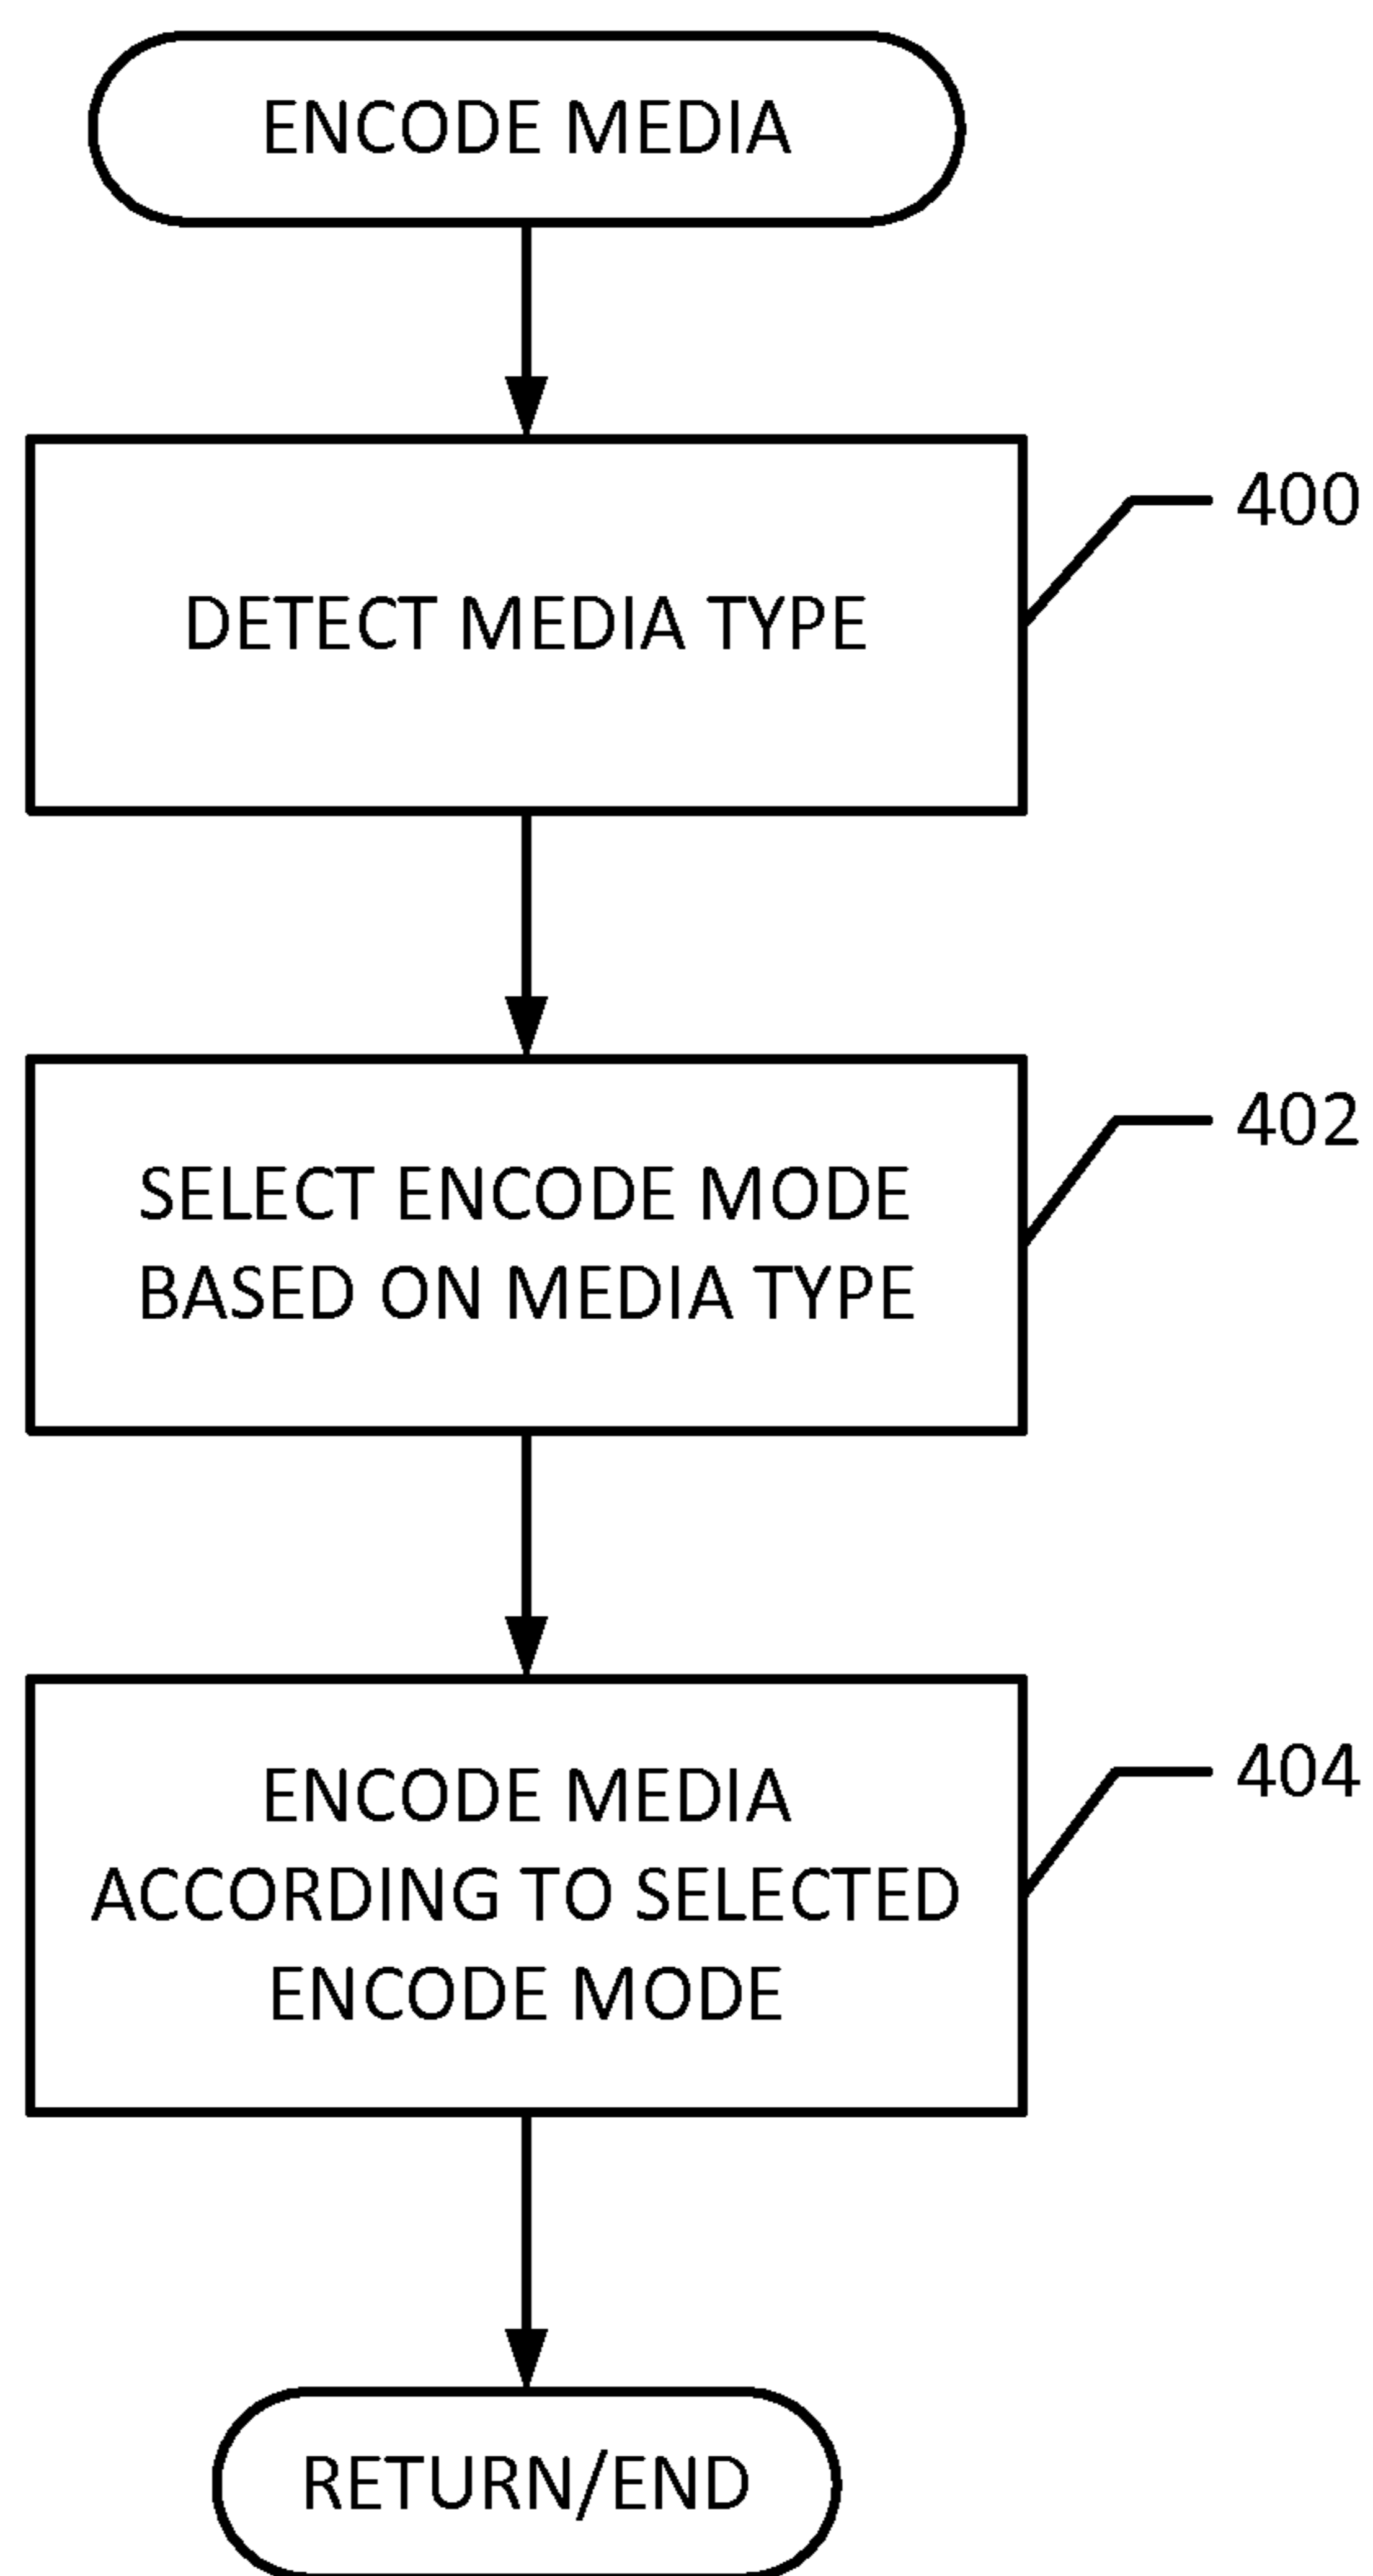 ENCODE MEDIA
400
DETECT MEDIA TYPE
402
SELECT ENCODE MODE
BASED ON MEDIA TYPE
404
ENCODE MEDIA
ACCORDING TO SELECTED
ENCODE MODE
RETURN/END